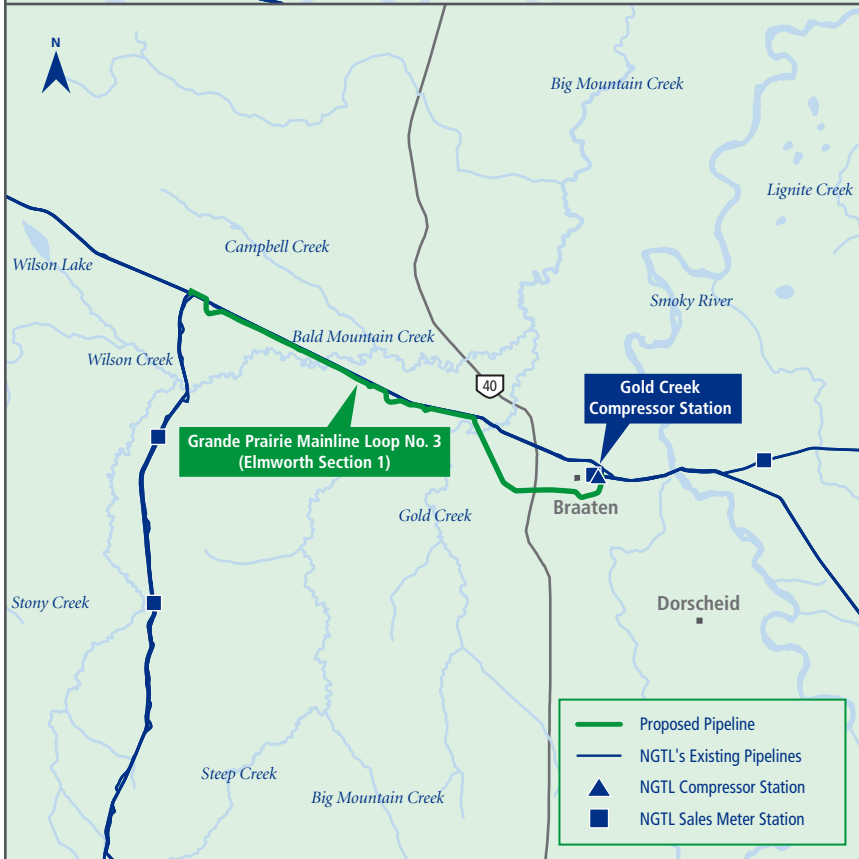 N
Big Mountain Creek
Lignite Creek
Campbell Creek
Wilson Lake
Smoky River
Bald Mountain Creek
Wilson Creek
40
Gold Creek
Compressor Station
Grande Prairie Mainline Loop No. 3
(Elmworth Section 1)
Braaten
Gold Creek
Stony Creek
Dorscheid
Proposed Pipeline
NGTL's Existing Pipelines
Steep Creek
NGTL Compressor Station
Big Mountain Creek
NGTL Sales Meter Station